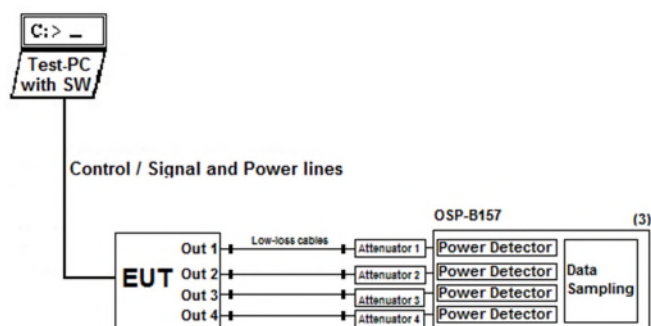 C:> _
Test-PC
with SW
Control / Signal and Power lines
OSP-B157
(3)
Out 1
Low-loss cables
Attenuator 1
Power Detector
EUT
Out 2
Attenuator 2
Power Detector
Data
Sampling
Out 3
Attenuator 3
Power Detector
Out 4
Attenuator 4
Power Detector